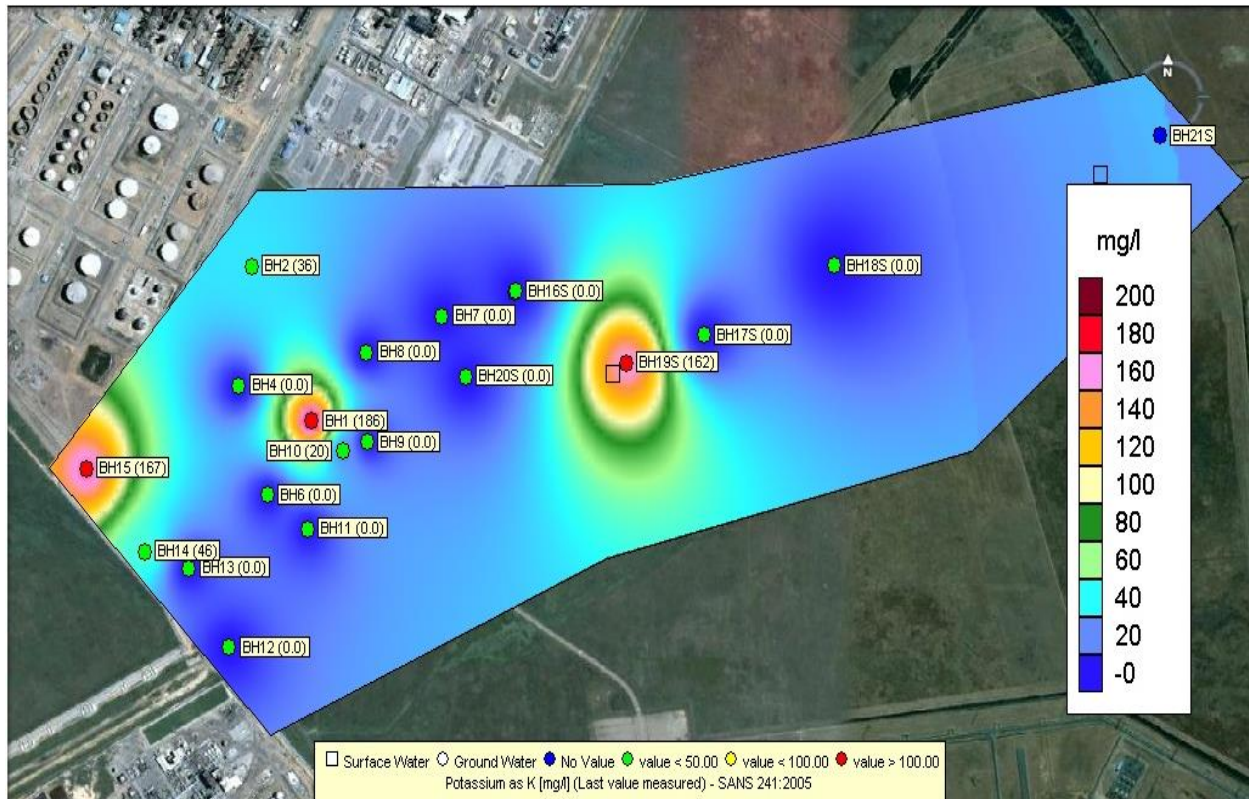 N
BH21S
mg/l
200
180
160
140
120
100
80
60
40
20
-0
BH2 (36)
BH18S (0.0)
BH16S (0.0)
BH7 (0.0)
BH17S (0.0)
BH8 (0.0)
BH19S (162)
BH20S (0.0)
BH4 (0.0)
BH1 (186)
BH9 (0.0)
BH10 (20)
BH15 (167)
BH6 (0.0)
BH11 (0.0)
BH14 (46)
BH13 (0.0)
BH12 (0.0)
Surface Water Ground Water No Value value < 50.00 value < 100.00 value > 100.00
Potassium as K [mg/l] (Last value measured) - SANS 241:2005